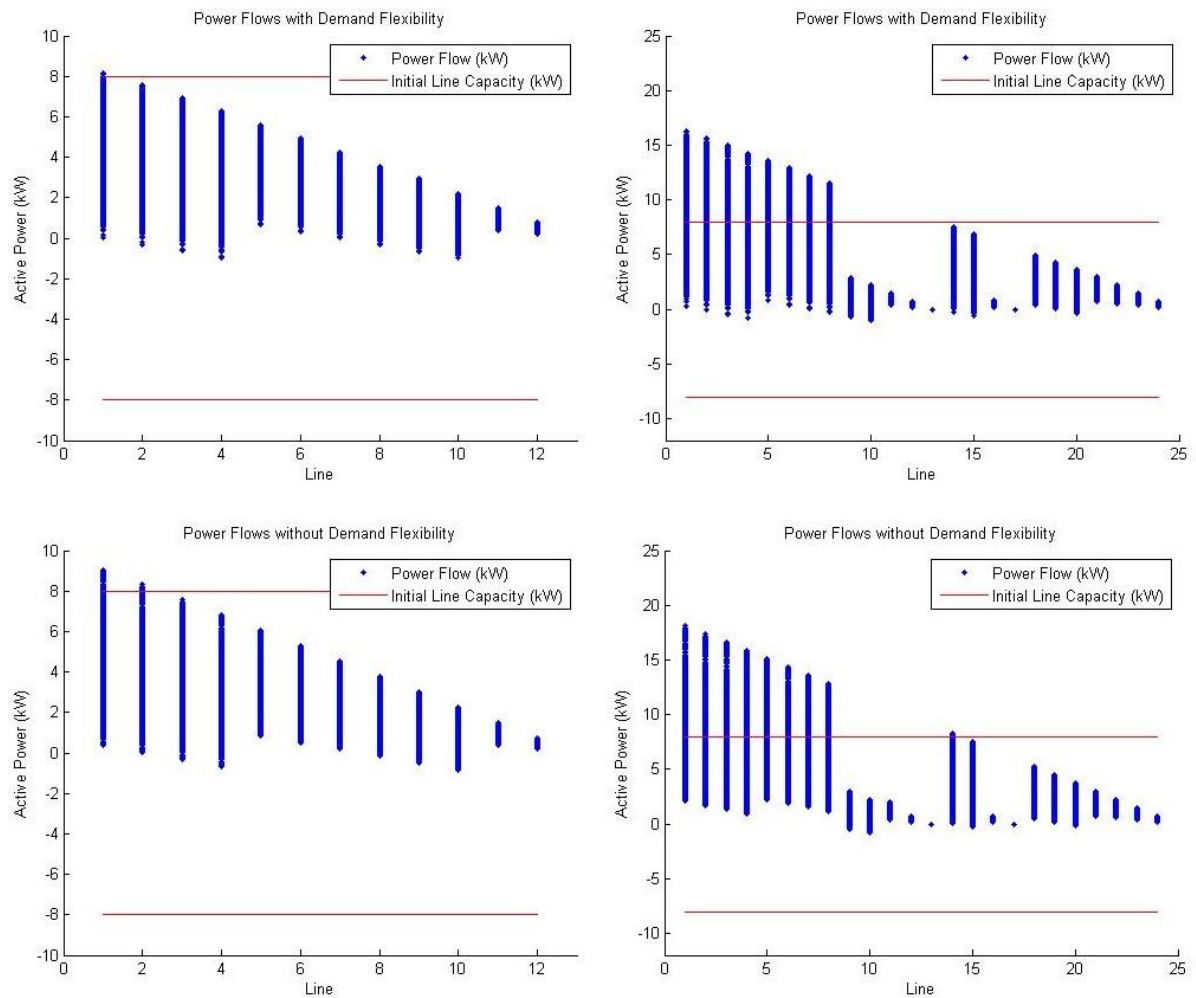 Power Flows with Demand Flexibility
Power Flow (kW)
Initial Line Capacity (kW)
Active Power (kW)
10
8
6
4
2
0
-2
-4
-6
-8
-10
0 2 4 6 8 10 12
Line
Power Flows with Demand Flexibility
Power Flow (kW)
Initial Line Capacity (kW)
Active Power (kW)
25
20
15
10
5
0
-5
-10
0 5 10 15 20 25
Line
Power Flows without Demand Flexibility
Power Flow (kW)
Initial Line Capacity (kW)
Active Power (kW)
10
8
6
4
2
0
-2
-4
-6
-8
-10
0 2 4 6 8 10 12
Line
Power Flows without Demand Flexibility
Power Flow (kW)
Initial Line Capacity (kW)
Active Power (kW)
25
20
15
10
5
0
-5
-10
0 5 10 15 20 25
Line